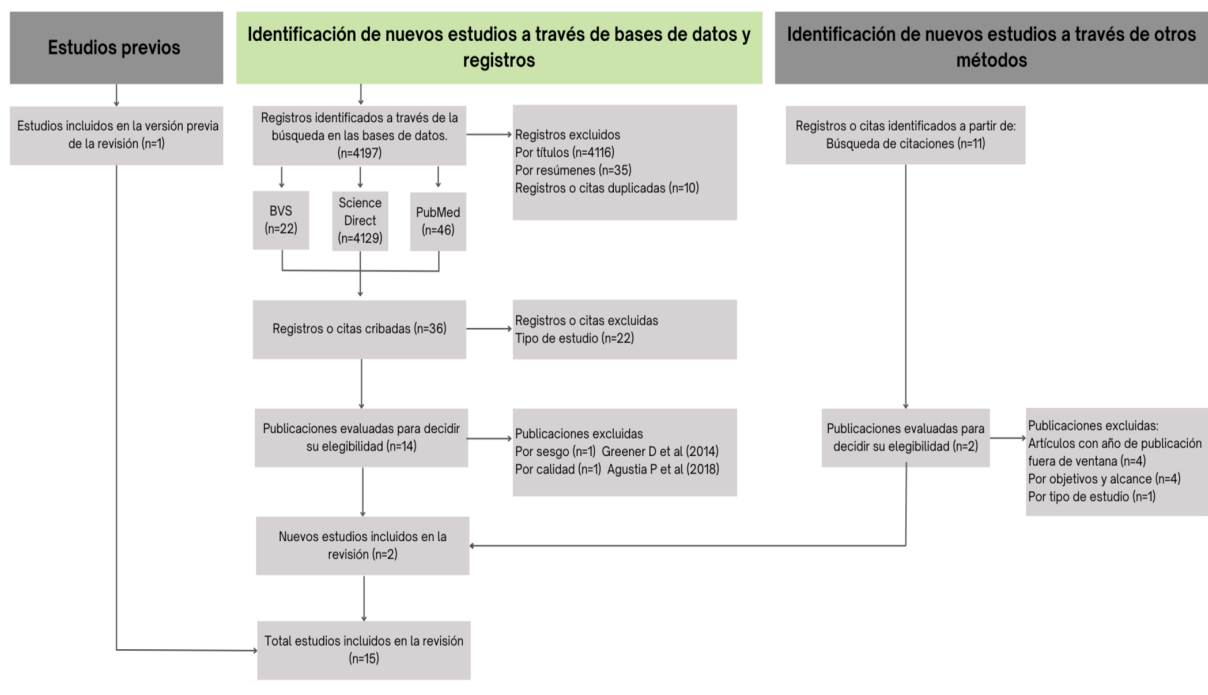 Estudios previos
Estudios incluidos en la versión previa
de la revisión (n=1)
Identificación de nuevos estudios a través de bases de datos y
registros
Registros identificados a través de la
búsqueda en las bases de datos.
(n=4197)
Registros excluidos
Por títulos (n=4116)
Por resúmenes (n=35)
Registros o citas duplicadas (n=10)
BVS
(n=22)
Science
Direct
(n=4129)
PubMed
(n=46)
Registros o citas cribadas (n=36)
Registros o citas excluidas
Tipo de estudio (n=22)
Publicaciones evaluadas para decidir
su elegibilidad (n=14)
Publicaciones excluidas
Por sesgo (n=1) Greener D et al (2014)
Por calidad (n=1) Agustia P et al (2018)
Nuevos estudios incluidos en la
revisión (n=2)
Total estudios incluidos en la revisión
(n=15)
Identificación de nuevos estudios a través de otros
métodos
Registros o citas identificados a partir de:
Búsqueda de citaciones (n=11)
Publicaciones evaluadas para
decidir su elegibilidad (n=2)
Publicaciones excluidas:
Artículos con año de publicación
fuera de ventana (n=4)
Por objetivos y alcance (n=4)
Por tipo de estudio (n=1)